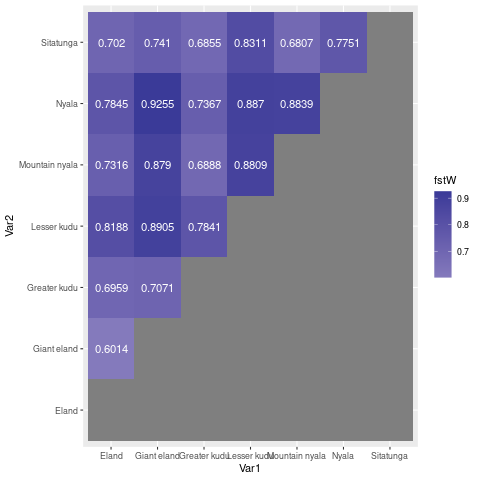 Var2
Sitatunga 0.702 0.741 0.6855 0.8311 0.6807 0.7751
Nyala 0.7845 0.9255 0.7367 0.887 0.8839
Mountain nyala 0.7316 0.879 0.6888 0.8809
Lesser kudu 0.8188 0.8905 0.7841
Greater kudu 0.6959 0.7071
Giant eland 0.6014
Eland
Eland Giant eland Greater kudu Lesser kudu Mountain nyala Nyala Sitatunga
Var1
fstW
0.9
0.8
0.7